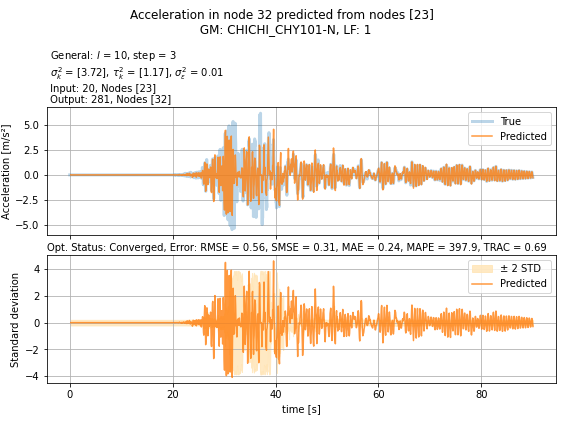 Acceleration in node 32 predicted from nodes [23]
GM: CHICHI_CHY101-N, LF: 1
General: l = 10, step = 3
σ²ₖ = [3.72], τ²ₖ = [1.17], σ²ε = 0.01
Input: 20, Nodes [23]
Output: 281, Nodes [32]
Acceleration [m/s²]
5.0
2.5
0.0
−2.5
−5.0
True
Predicted
Opt. Status: Converged, Error: RMSE = 0.56, SMSE = 0.31, MAE = 0.24, MAPE = 397.9, TRAC = 0.69
Standard deviation
4
2
0
−2
−4
± 2 STD
Predicted
0 20 40 60 80
time [s]